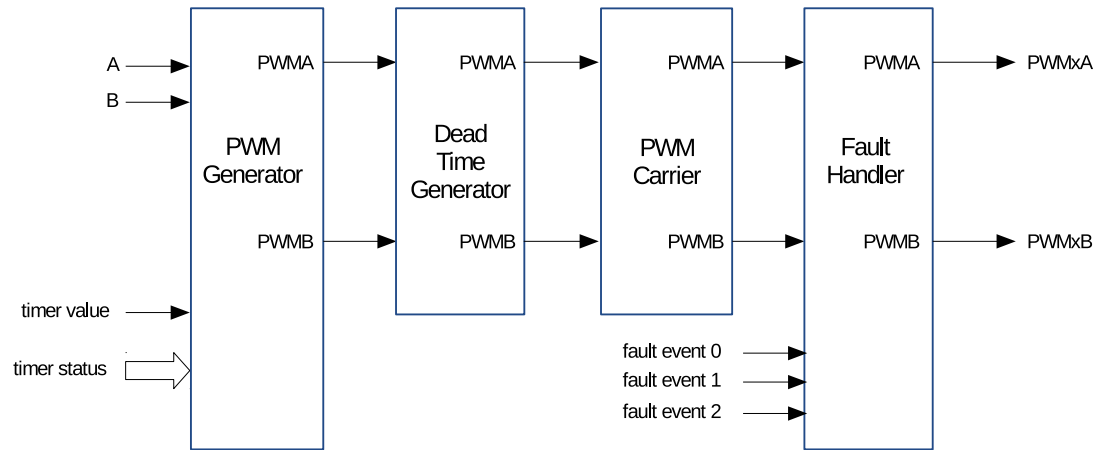 A
B
timer value
timer status
PWMA
PWM
Generator
PWMB
PWMA
Dead
Time
Generator
PWMB
PWMA
PWM
Carrier
PWMB
fault event 0
fault event 1
fault event 2
PWMA
Fault
Handler
PWMB
PWMxA
PWMxB